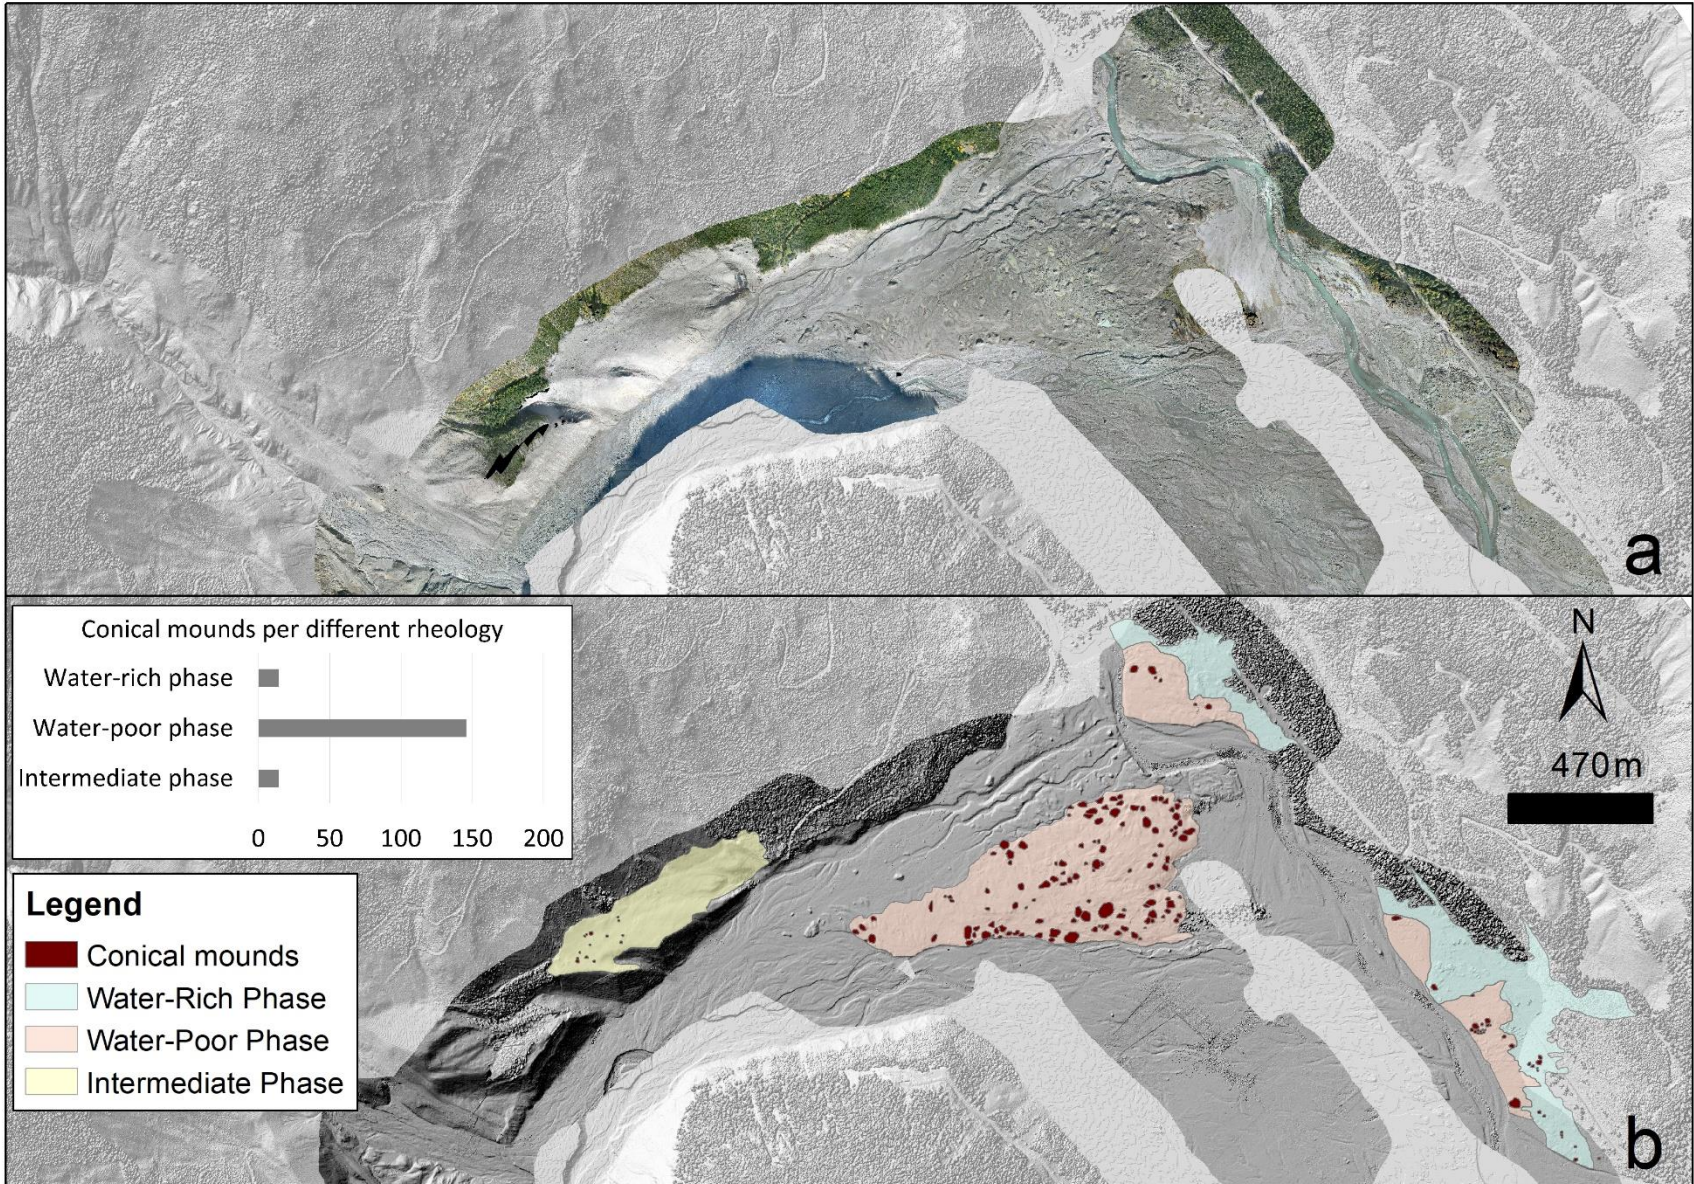 a
Conical mounds per different rheology
Water-rich phase
Water-poor phase
Intermediate phase
0 50 100 150 200
N
470m
Legend
Conical mounds
Water-Rich Phase
Water-Poor Phase
Intermediate Phase
b